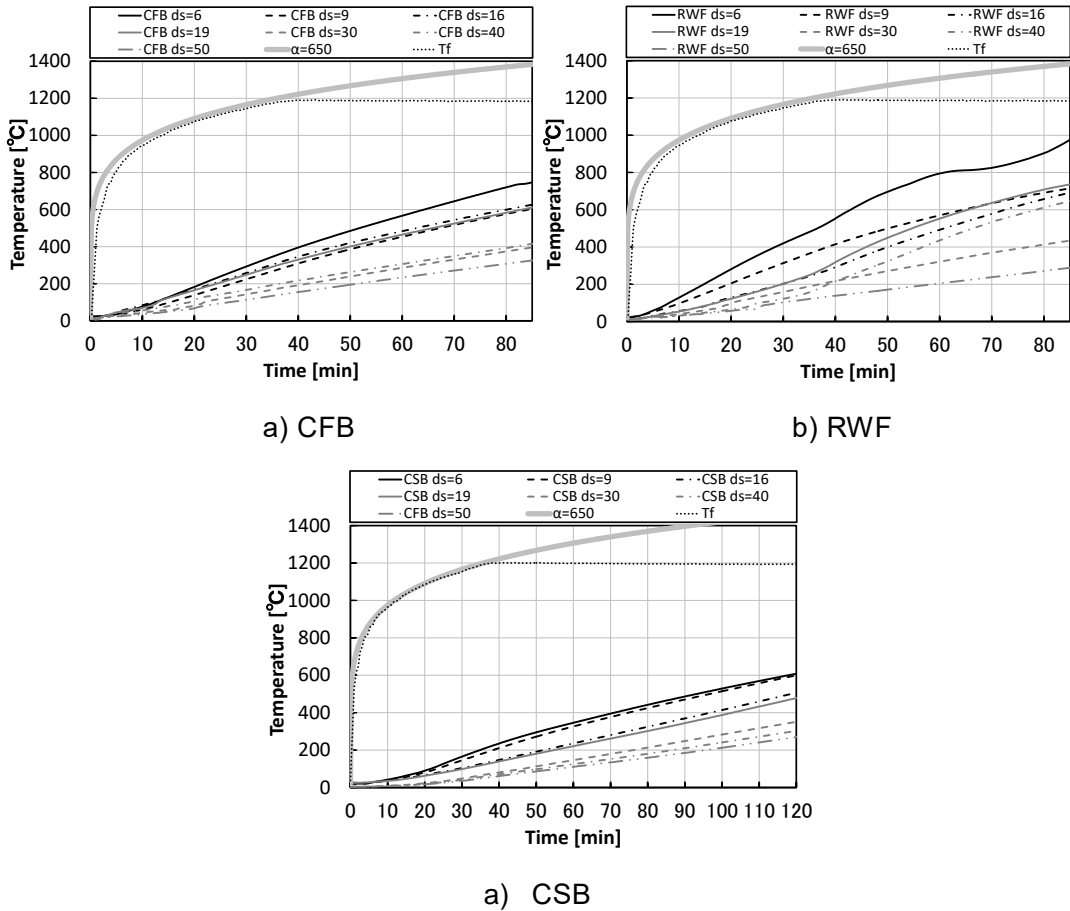 CFB ds=6 CFB ds=9 CFB ds=16
CFB ds=19 CFB ds=30 CFB ds=40
CFB ds=50 α=650 Tf
1400
1200
1000
800
600
400
200
0
Temperature [℃]
0 10 20 30 40 50 60 70 80
Time [min]
a) CFB
RWF ds=6 RWF ds=9 RWF ds=16
RWF ds=19 RWF ds=30 RWF ds=40
RWF ds=50 α=650 Tf
1400
1200
1000
800
600
400
200
0
Temperature [℃]
0 10 20 30 40 50 60 70 80
Time [min]
b) RWF
CSB ds=6 CSB ds=9 CSB ds=16
CSB ds=19 CSB ds=30 CSB ds=40
CFB ds=50 α=650 Tf
1400
1200
1000
800
600
400
200
0
Temperature [℃]
0 10 20 30 40 50 60 70 80 90 100 110 120
Time [min]
a) CSB